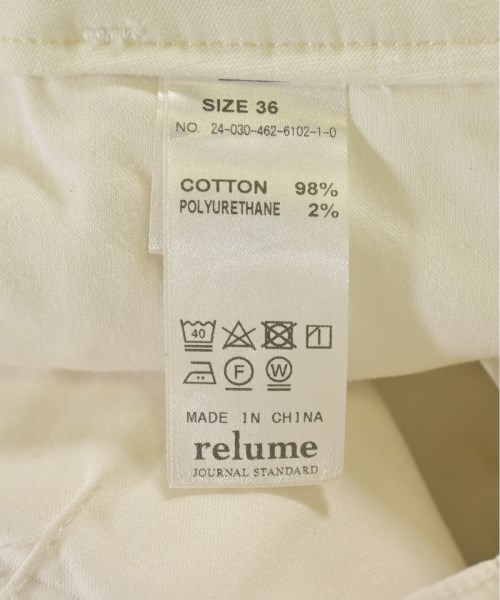 SIZE 36
NO. 24-030-462-6102-1-0
COTTON 98%
POLYURETHANE 2%
40
F
W
MADE IN CHINA
relume
JOURNAL STANDARD